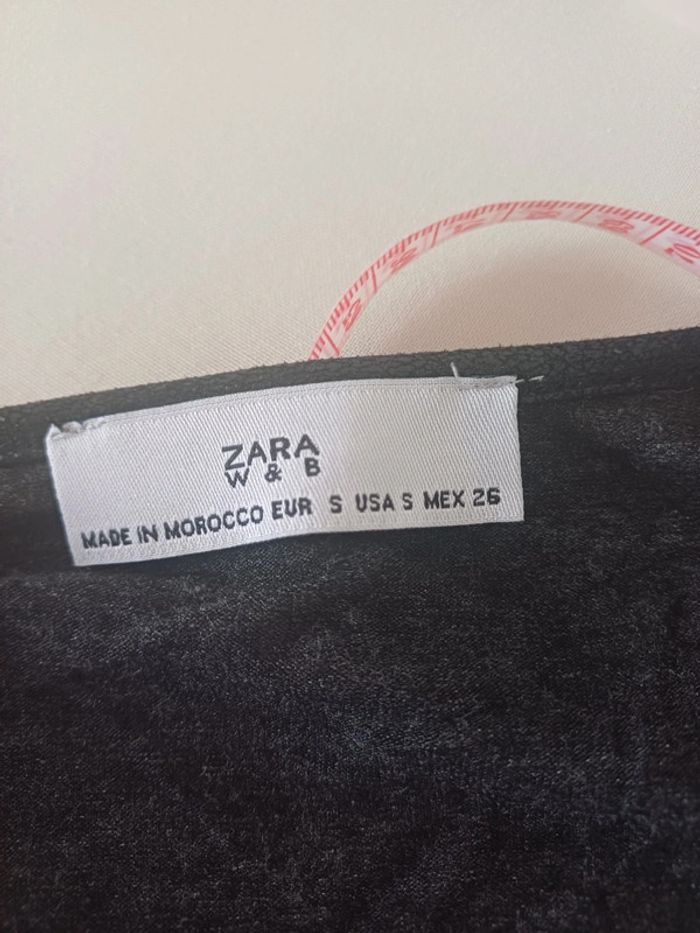 ZARA
W & B
MADE IN MOROCCO EUR S USA S MEX 26